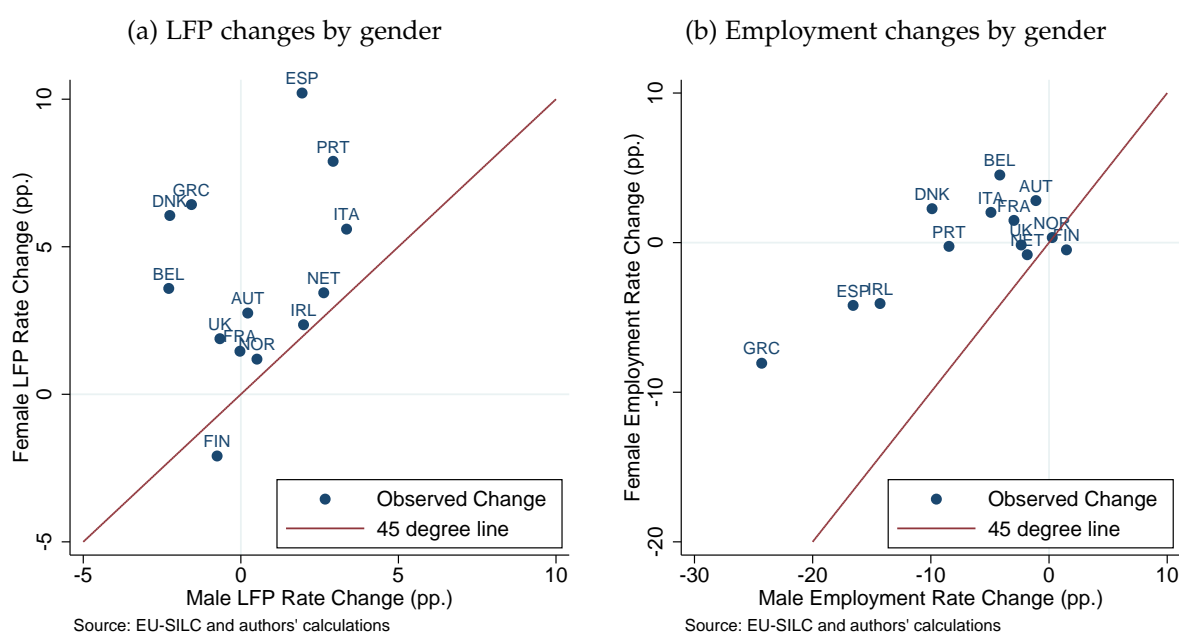 (a) LFP changes by gender
10
5
0
-5
Female LFP Rate Change (pp.)
ESP
PRT
GRC
DNK
ITA
BEL
NET
AUT
IRL
UK
FRA
NOR
FIN
Observed Change
45 degree line
-5
0
5
10
Male LFP Rate Change (pp.)
Source: EU-SILC and authors' calculations
(b) Employment changes by gender
10
0
-10
-20
Female Employment Rate Change (pp.)
BEL
AUT
DNK
ITA
FRA
NOR
PRT
UK
NET
FIN
ESP
IRL
GRC
Observed Change
45 degree line
-30
-20
-10
0
10
Male Employment Rate Change (pp.)
Source: EU-SILC and authors' calculations